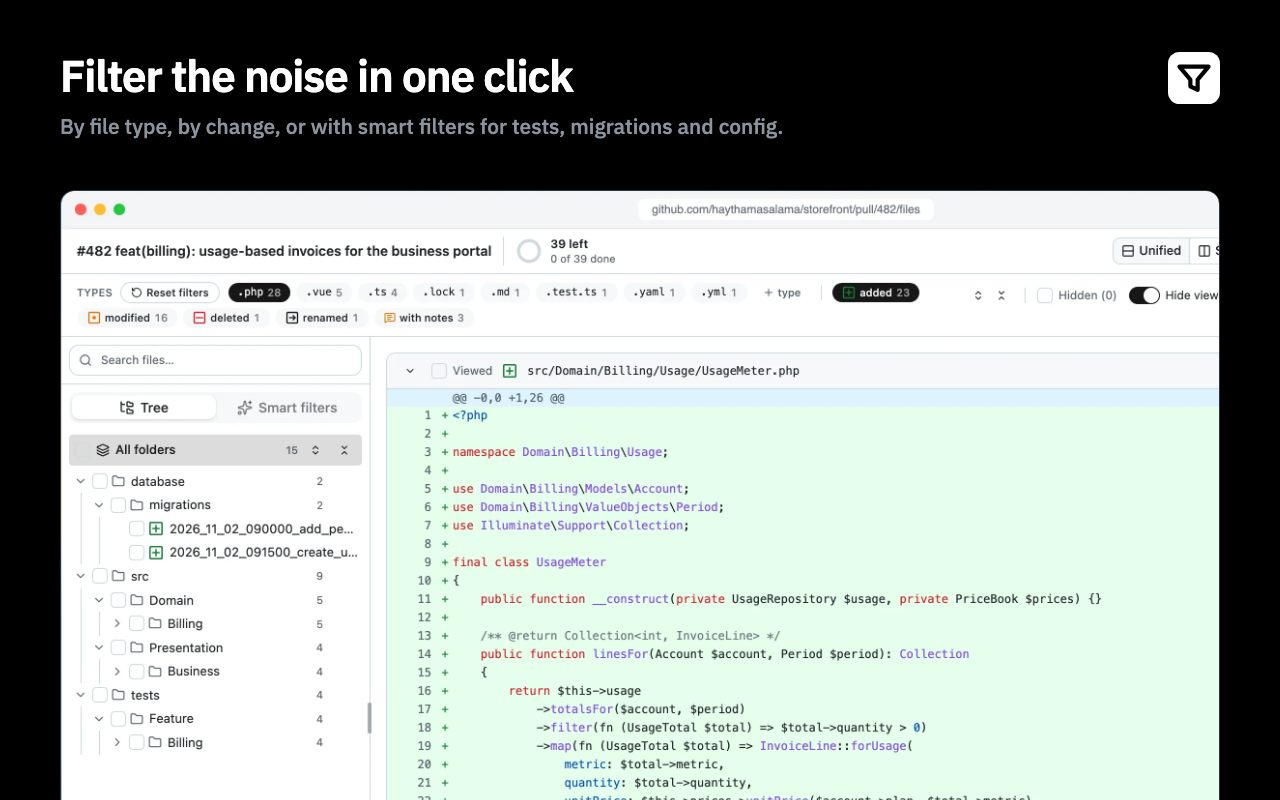 Filter the noise in one click
By file type, by change, or with smart filters for tests, migrations and config.
github.com/haythamasalama/storefront/pull/482/files
#482 feat(billing): usage-based invoices for the business portal
39 left
0 of 39 done
Unified
TYPES Reset filters .php 28 .vue 5 .ts 4 .lock 1 .md 1 .test.ts 1 .yaml 1 .yml 1 + type added 23 Hidden (0) Hide view
modified 16 deleted 1 renamed 1 with notes 3
Search files...
Tree Smart filters
All folders 15
database 2
migrations 2
2026_11_02_090000_add_pe...
2026_11_02_091500_create_u...
src 9
Domain 5
Billing 5
Presentation 4
Business 4
tests 4
Feature 4
Billing 4
Viewed src/Domain/Billing/Usage/UsageMeter.php
@@ -0,0 +1,26 @@
1 + <?php
2 +
3 + namespace Domain\Billing\Usage;
4 +
5 + use Domain\Billing\Models\Account;
6 + use Domain\Billing\ValueObjects\Period;
7 + use Illuminate\Support\Collection;
8 +
9 + final class UsageMeter
10 + {
11 + public function __construct(private UsageRepository $usage, private PriceBook $prices) {}
12 +
13 + /** @return Collection<int, InvoiceLine> */
14 + public function linesFor(Account $account, Period $period): Collection
15 + {
16 + return $this->usage
17 + ->totalsFor($account, $period)
18 + ->filter(fn (UsageTotal $total) => $total->quantity > 0)
19 + ->map(fn (UsageTotal $total) => InvoiceLine::forUsage(
20 + metric: $total->metric,
21 + quantity: $total->quantity,